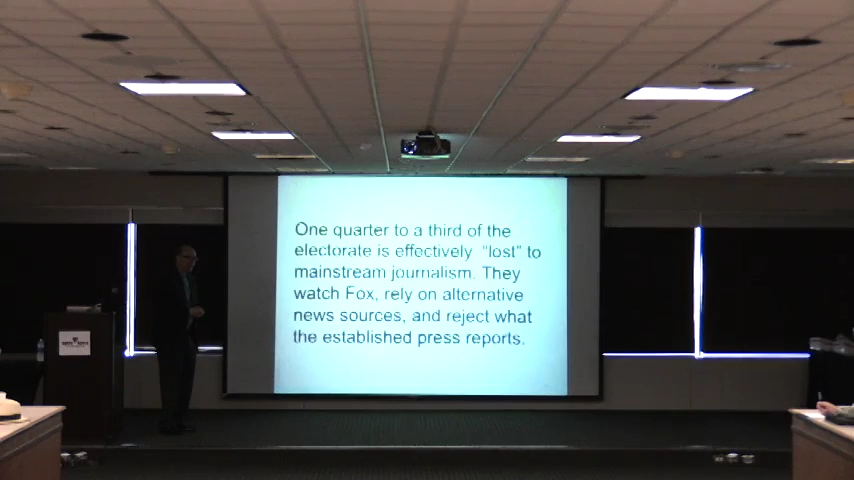 One quarter to a third of the
electorate is effectively "lost" to
mainstream journalism. They
watch Fox, rely on alternative
news sources, and reject what
the established press reports.